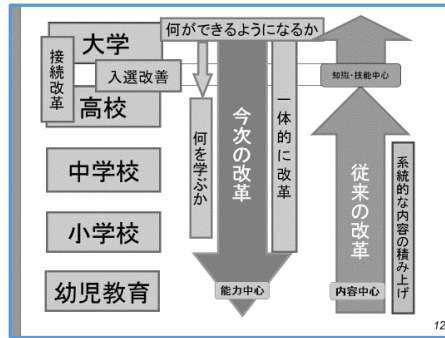 大学
何ができるようになるか
接続改革
入選改善
知識・技能中心
高校
何を学ぶか
今次の改革
一体的に改革
従来の改革
系統的な内容の積み上げ
中学校
小学校
幼児教育
能力中心
内容中心
12